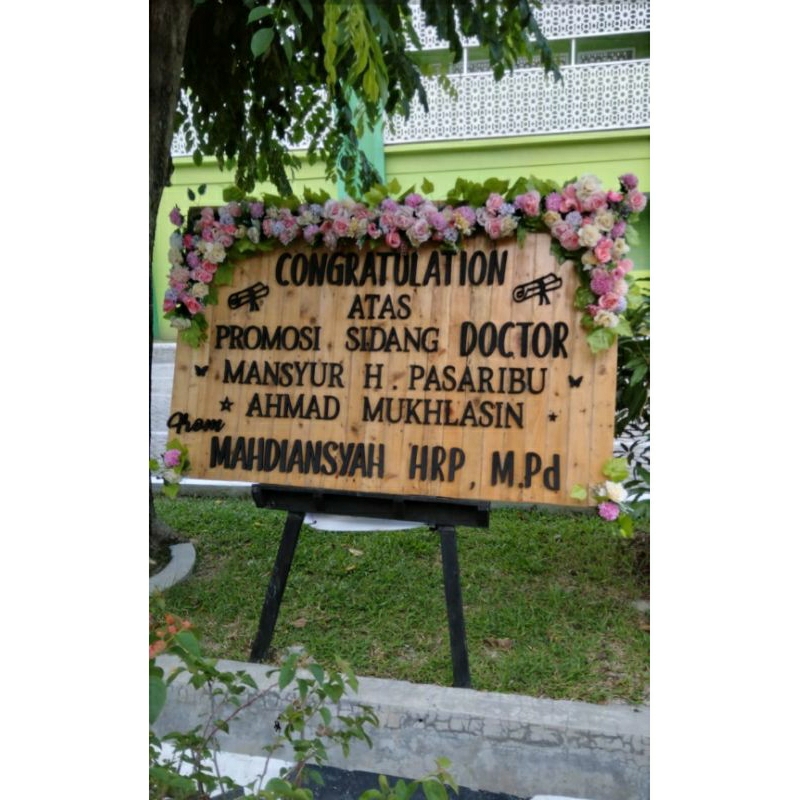 CONGRATULATION
ATAS
PROMOSI SIDANG DOCTOR
MANSYUR H. PASARIBU
AHMAD MUKHLASIN
From
MAHDIANSYAH HRP, M.Pd